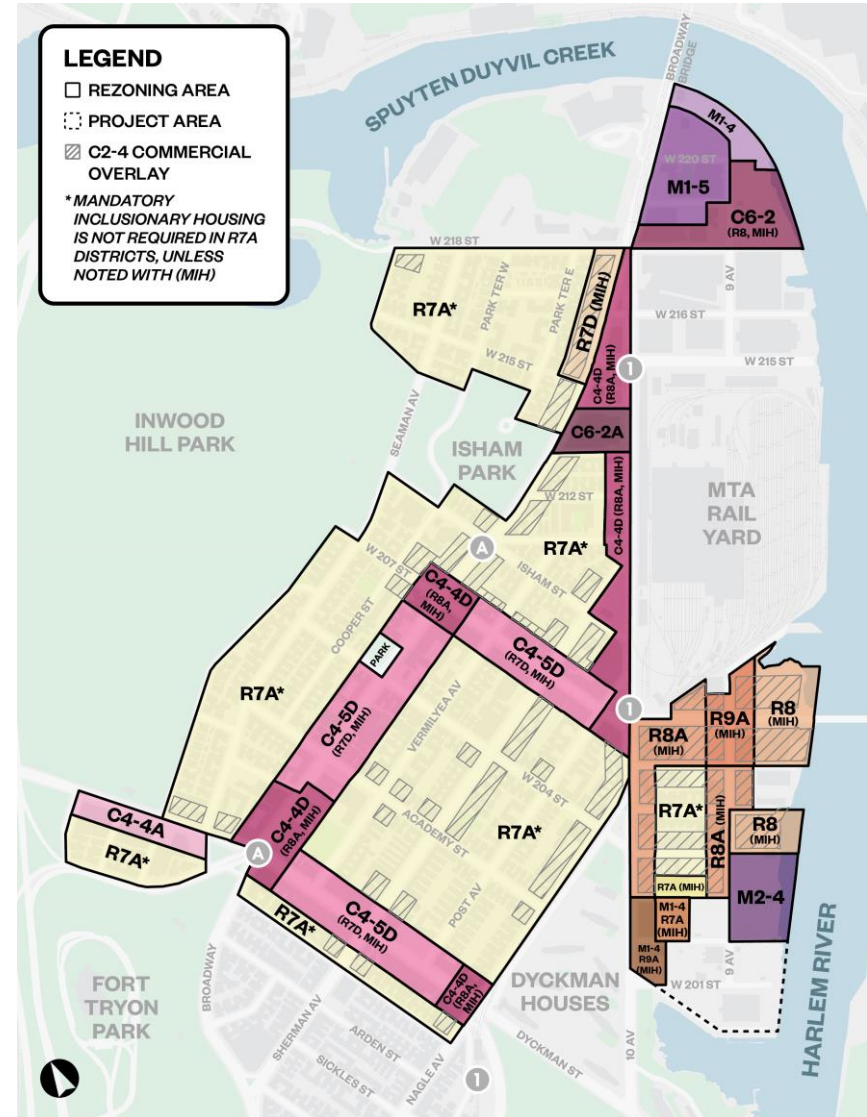 LEGEND
REZONING AREA
PROJECT AREA
C2-4 COMMERCIAL
OVERLAY
* MANDATORY
INCLUSIONARY HOUSING
IS NOT REQUIRED IN R7A
DISTRICTS, UNLESS
NOTED WITH (MIH)
SPUYTEN DUYVIL CREEK
BROADWAY
BRIDGE
M1-4
W 220 ST
M1-5
C6-2
(R8, MIH)
W 218 ST
R7A*
PARK TER W
PARK TER E
R7D (MIH)
9 AV
W 216 ST
W 215 ST
W 215 ST
C4-4D
(R8A, MIH)
1
INWOOD
HILL PARK
SEAMAN AV
ISHAM
PARK
C6-2A
C4-4D (R8A, MIH)
MTA
RAIL
YARD
W 212 ST
R7A*
A
ISHAM ST
W 207 ST
C4-4D
(R8A,
MIH)
COOPER ST
PARK
C4-5D
(R7D, MIH)
R7A*
C4-5D
(R7D, MIH)
VERMILYEA AV
1
R8A
(MIH)
R9A
(MIH)
R8
(MIH)
W 204 ST
R7A*
ACADEMY ST
R7A*
R8A (MIH)
R8
(MIH)
C4-4A
R7A*
C4-4D
(R8A, MIH)
A
POST AV
R7A (MIH)
M2-4
R7A*
C4-5D
(R7D, MIH)
M1-4
R7A
(MIH)
M1-4
R9A
(MIH)
9 AV
W 201 ST
C4-4D
(R8A,
MIH)
DYCKMAN
HOUSES
HARLEM RIVER
FORT
TRYON
PARK
BROADWAY
SHERMAN AV
ARDEN ST
SICKLES ST
NAGLE AV
DYCKMAN ST
10 AV
1